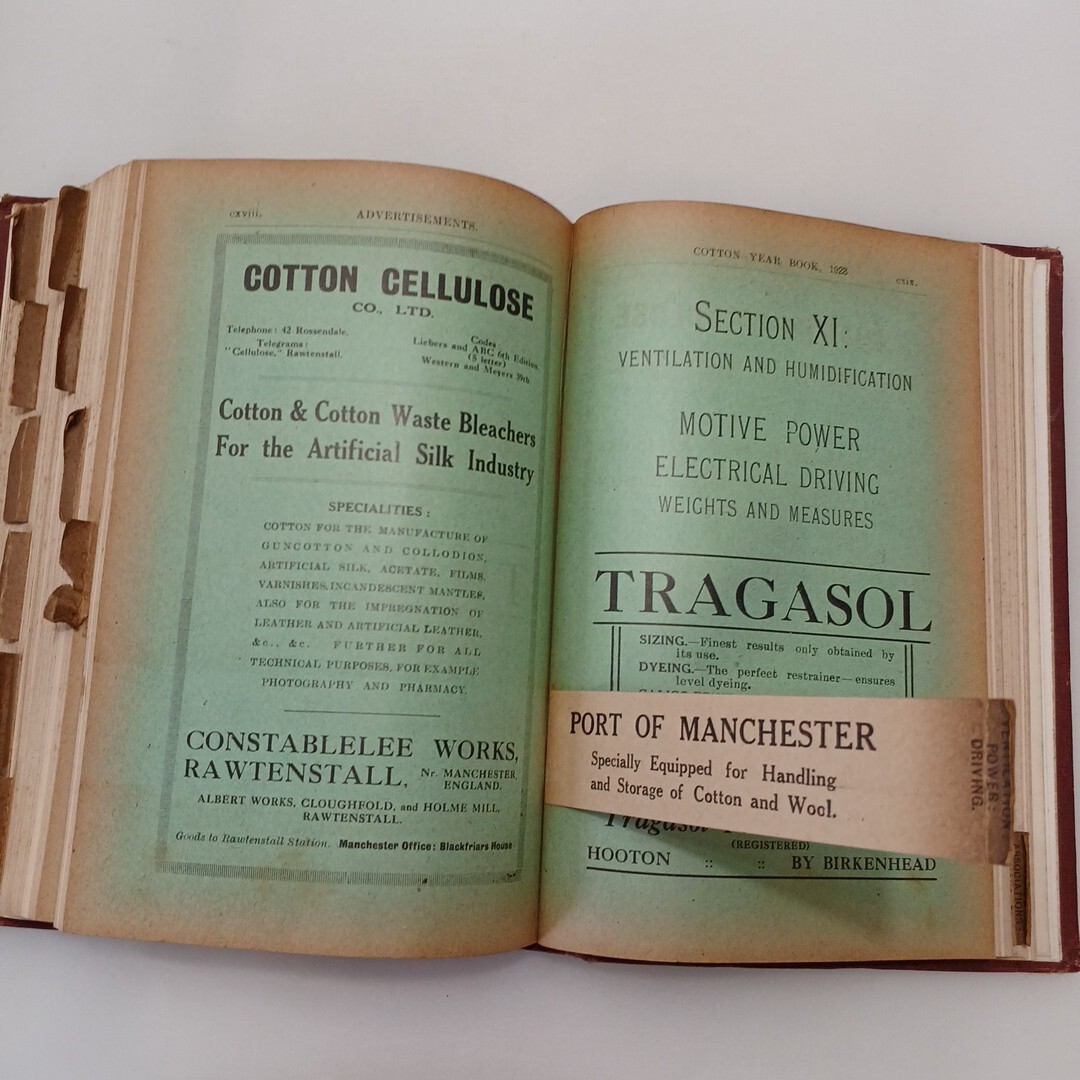 cxviii.
ADVERTISEMENTS.
COTTON CELLULOSE
CO., LTD.
Telephone: 42 Rossendale.
Telegrams:
"Cellulose," Rawtenstall.
Codes
Liebers and ABC 6th Edition.
(5 letter)
Western and Meyers 39th
Cotton & Cotton Waste Bleachers
For the Artificial Silk Industry
SPECIALITIES:
COTTON FOR THE MANUFACTURE OF
GUNCOTTON AND COLLODION,
ARTIFICIAL SILK, ACETATE, FILMS,
VARNISHES, INCANDESCENT MANTLES,
ALSO FOR THE IMPREGNATION OF
LEATHER AND ARTIFICIAL LEATHER,
&c., &c. FURTHER FOR ALL
TECHNICAL PURPOSES, FOR EXAMPLE
PHOTOGRAPHY AND PHARMACY.
CONSTABLELEE WORKS,
RAWTENSTALL, Nr. MANCHESTER, ENGLAND.
ALBERT WORKS, CLOUGHFOLD, and HOLME MILL,
RAWTENSTALL.
Goods to Rawtenstall Station. Manchester Office: Blackfriars House
COTTON YEAR BOOK, 1923
cxix.
SECTION XI:
VENTILATION AND HUMIDIFICATION
MOTIVE POWER
ELECTRICAL DRIVING
WEIGHTS AND MEASURES
TRAGASOL
SIZING.—Finest results only obtained by
its use.
DYEING.—The perfect restrainer—ensures
level dyeing.
PORT OF MANCHESTER
Specially Equipped for Handling
and Storage of Cotton and Wool.
VENTILATION
POWER:
DRIVING.
Tragasol
(REGISTERED)
HOOTON :: :: BY BIRKENHEAD
ASSOCIATIONS